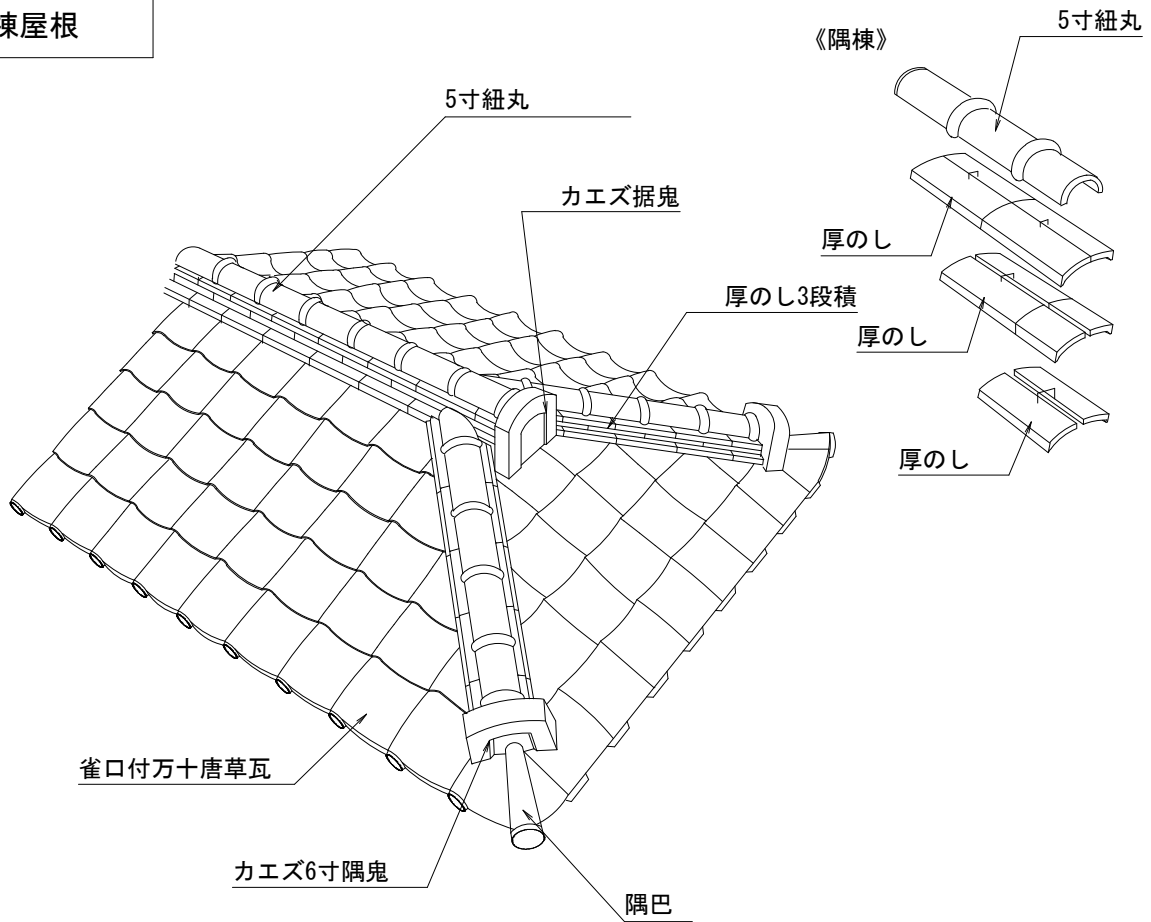 棟屋根
《隅棟》
5寸紐丸
5寸紐丸
カエズ据鬼
厚のし
厚のし3段積
厚のし
厚のし
雀口付万十唐草瓦
カエズ6寸隅鬼
隅巴